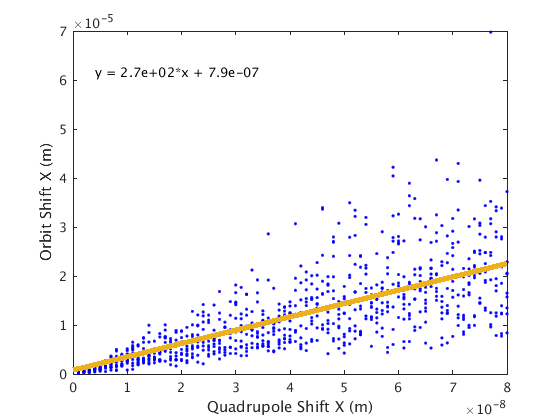 ×10⁻⁵
7
6
y = 2.7e+02*x + 7.9e-07
5
4
3
2
1
0
Orbit Shift X (m)
0 1 2 3 4 5 6 7 8
Quadrupole Shift X (m)
×10⁻⁸